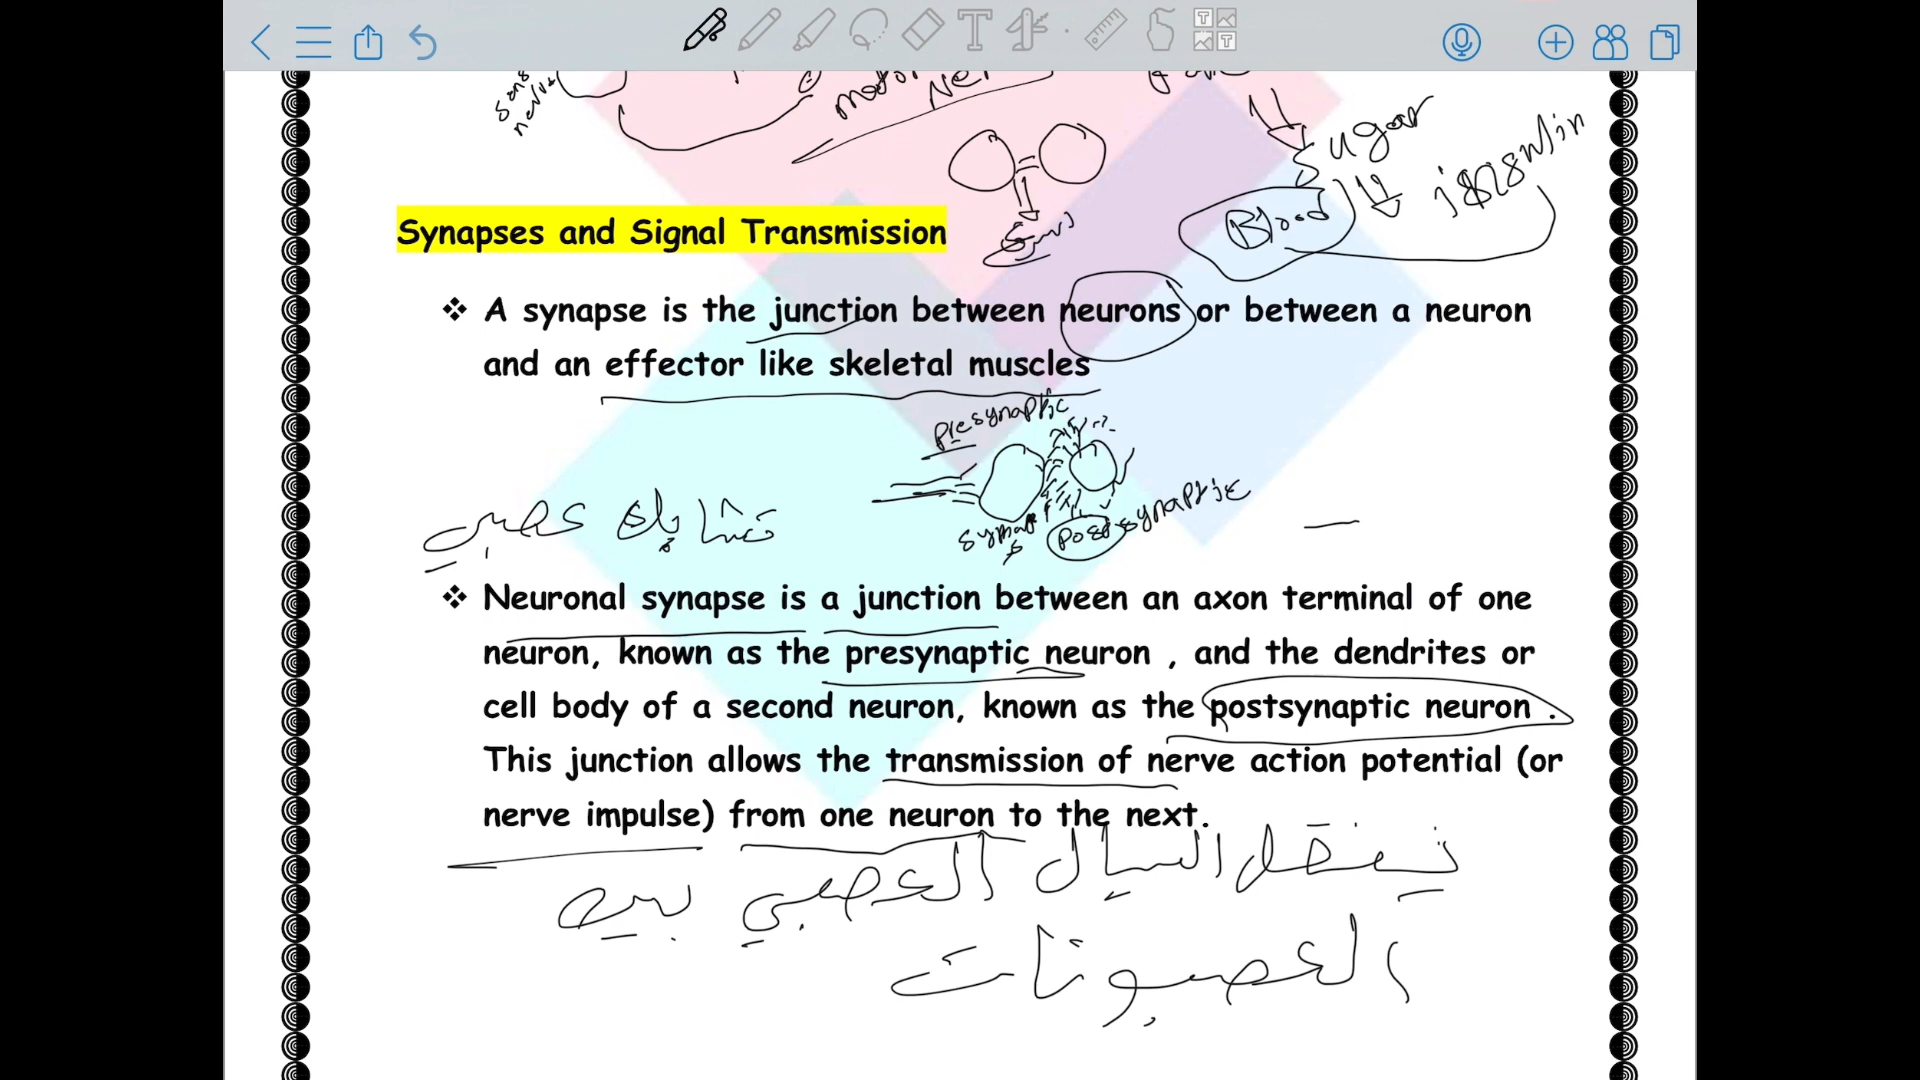 sens
motor
Ner
Sugar
Blood
Synapses and Signal Transmission
❖ A synapse is the junction between neurons or between a neuron
and an effector like skeletal muscles
presynaptic
تشابك عصبي
postsynaptic
❖ Neuronal synapse is a junction between an axon terminal of one
neuron, known as the presynaptic neuron , and the dendrites or
cell body of a second neuron, known as the postsynaptic neuron .
This junction allows the transmission of nerve action potential (or
nerve impulse) from one neuron to the next.
ينتقل السيال العصبي بين
العصبونات